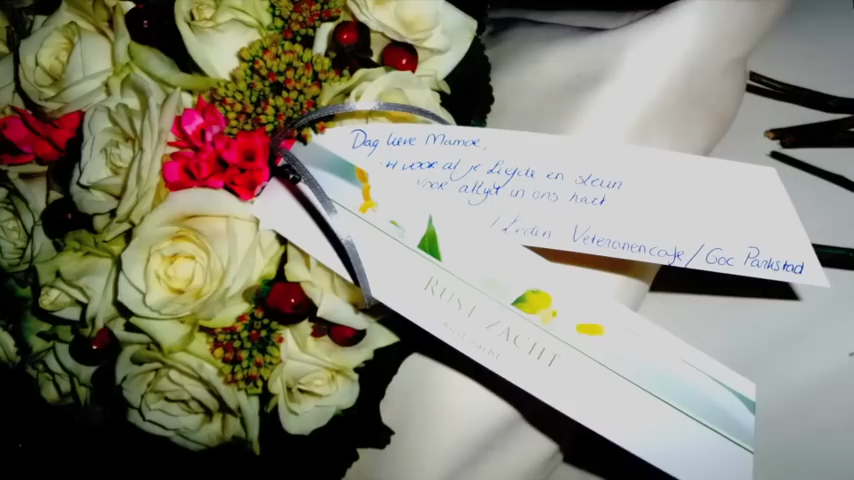 Dag lieve Mamoe,
voor al je Liefde en steun
Voor altijd in ons hart
Leden Veteranencafe/Goc Parkstad
RUST ZACHT